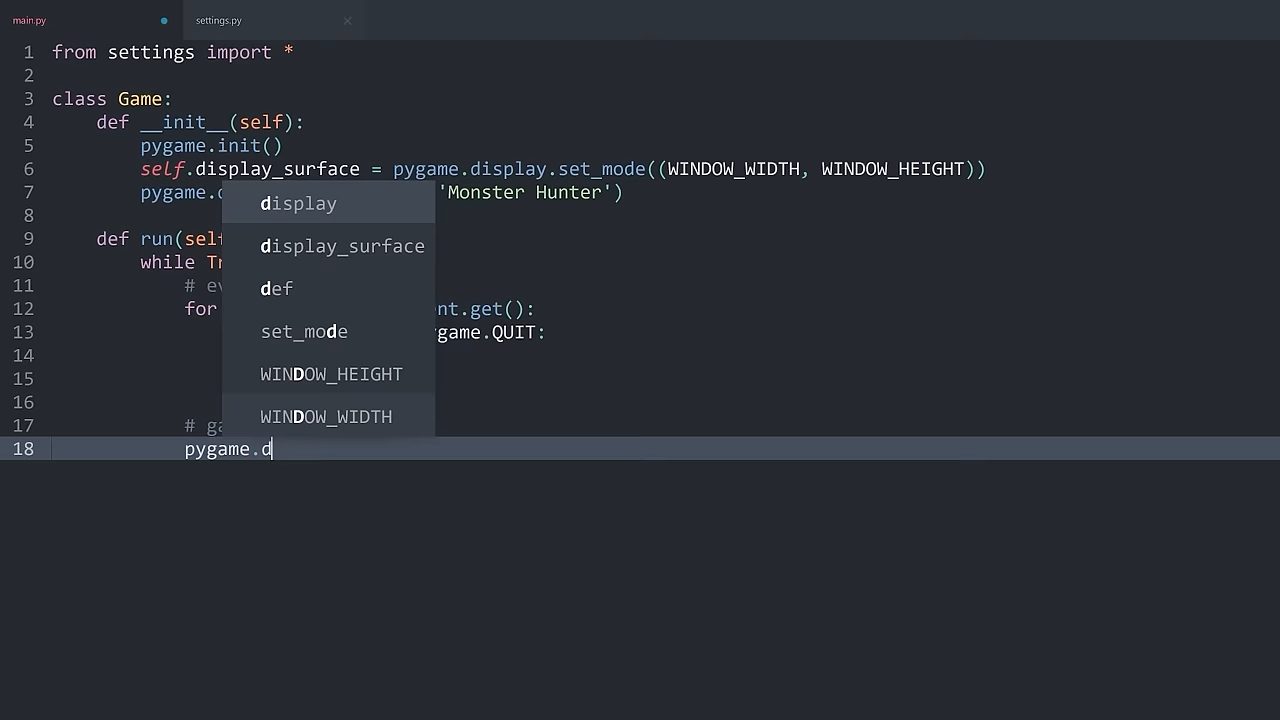 main.py
settings.py
1 from settings import *
2
3 class Game:
4 def __init__(self):
5 pygame.init()
6 self.display_surface = pygame.display.set_mode((WINDOW_WIDTH, WINDOW_HEIGHT))
7 pygame. 'Monster Hunter')
8
9 def run(self
10 while
11 #
12 for nt.get():
13 game.QUIT:
14
15
16
17 #
18 pygame.d
display
display_surface
def
set_mode
WINDOW_HEIGHT
WINDOW_WIDTH